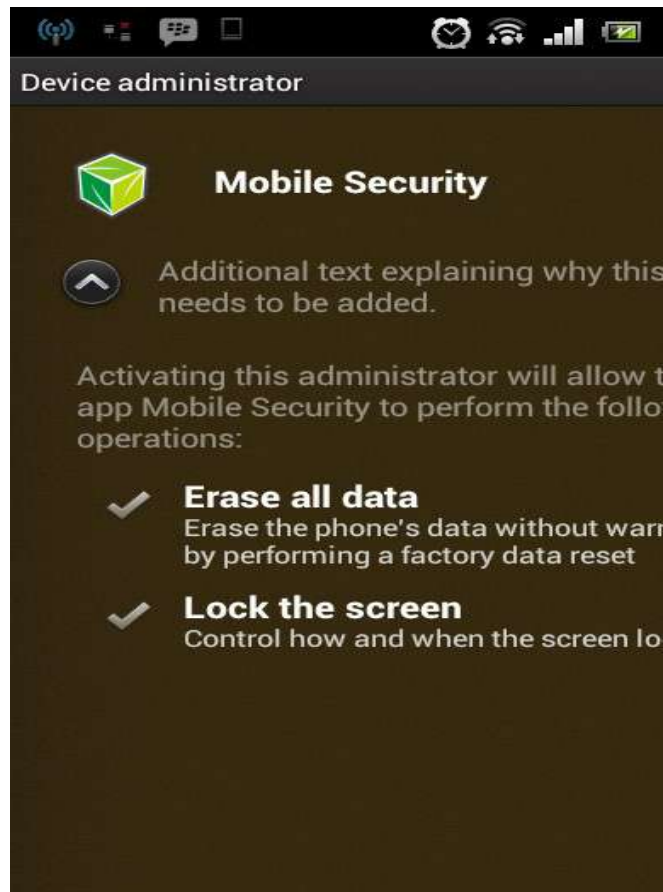 Device administrator
Mobile Security
Additional text explaining why this
needs to be added.
Activating this administrator will allow t
app Mobile Security to perform the follo
operations:
Erase all data
Erase the phone's data without warr
by performing a factory data reset
Lock the screen
Control how and when the screen lo